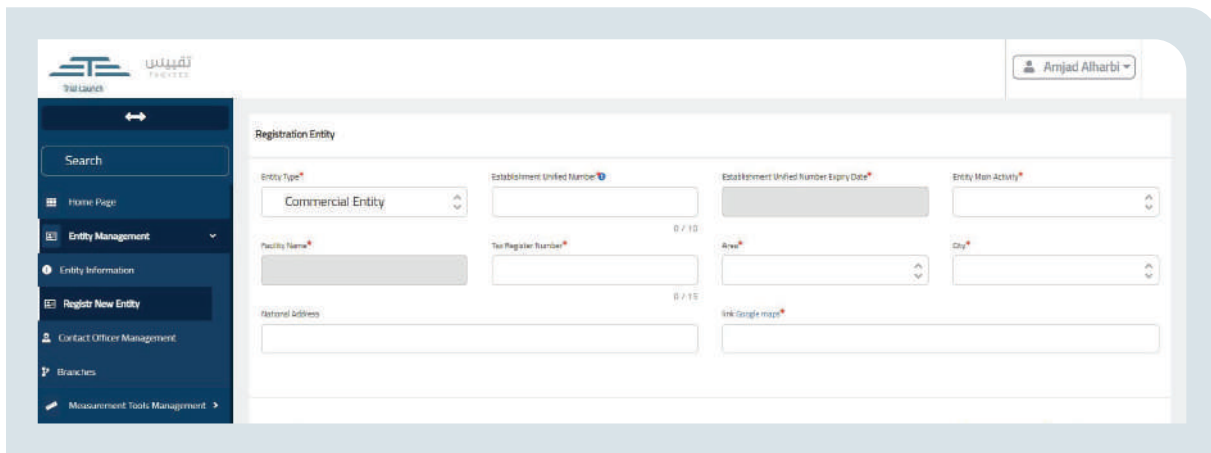 تقييس
TAQYEES
Trial Launch
Amjad Alharbi
Search
Home Page
Entity Management
Entity Information
Registr New Entity
Contact Officer Management
Branches
Measurement Tools Management
Registration Entity
Entity Type*
Establishment Unified Number
Establishment Unified Number Expiry Date*
Entity Main Activity*
Commercial Entity
0 / 10
Facility Name*
Tax Register Number*
Area*
City*
0 / 15
National Address
link Google maps*